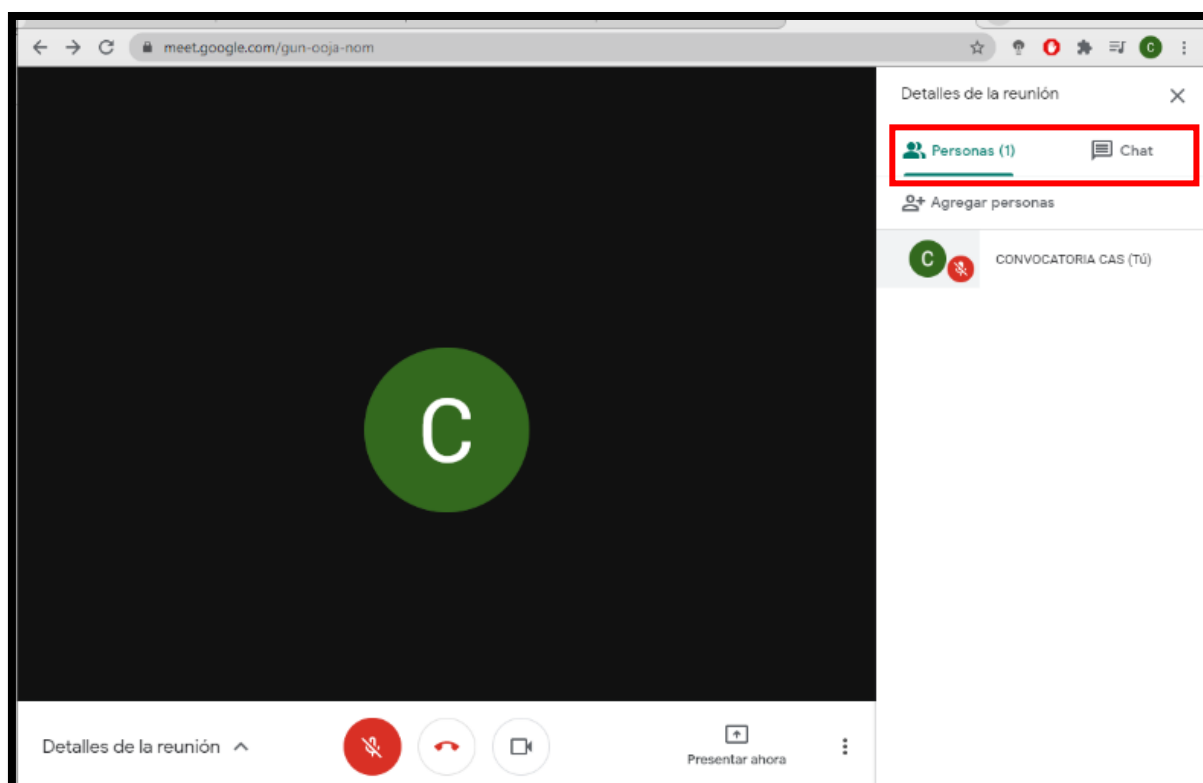 meet.google.com/gun-ooja-nom
C
Detalles de la reunión
Personas (1)
Chat
Agregar personas
C
CONVOCATORIA CAS (Tú)
C
Detalles de la reunión
Presentar ahora